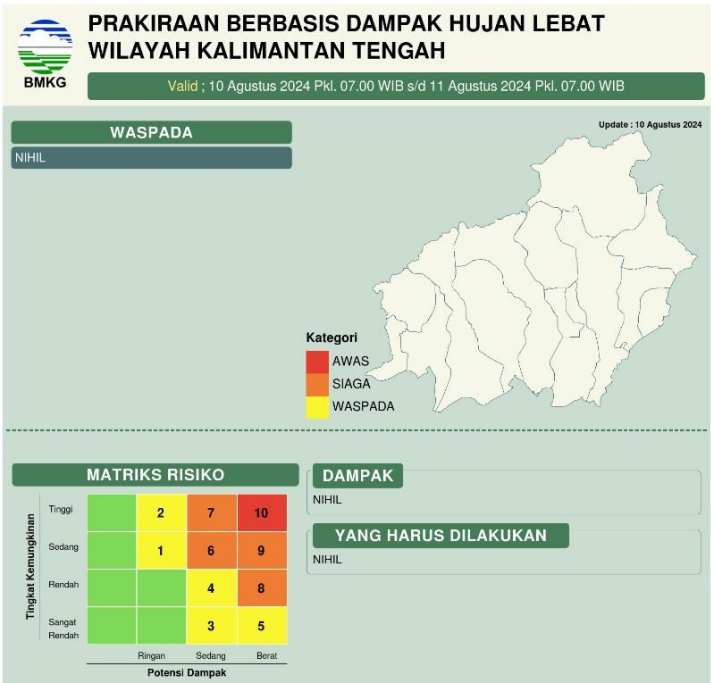 PRAKIRAAN BERBASIS DAMPAK HUJAN LEBAT
WILAYAH KALIMANTAN TENGAH
BMKG
Valid ; 10 Agustus 2024 Pkl. 07.00 WIB s/d 11 Agustus 2024 Pkl. 07.00 WIB
WASPADA
NIHIL
Update : 10 Agustus 2024
Kategori
AWAS
SIAGA
WASPADA
MATRIKS RISIKO
Tingkat Kemungkinan
Tinggi 2 7 10
Sedang 1 6 9
Rendah 4 8
Sangat
Rendah 3 5
Ringan Sedang Berat
Potensi Dampak
DAMPAK
NIHIL
YANG HARUS DILAKUKAN
NIHIL